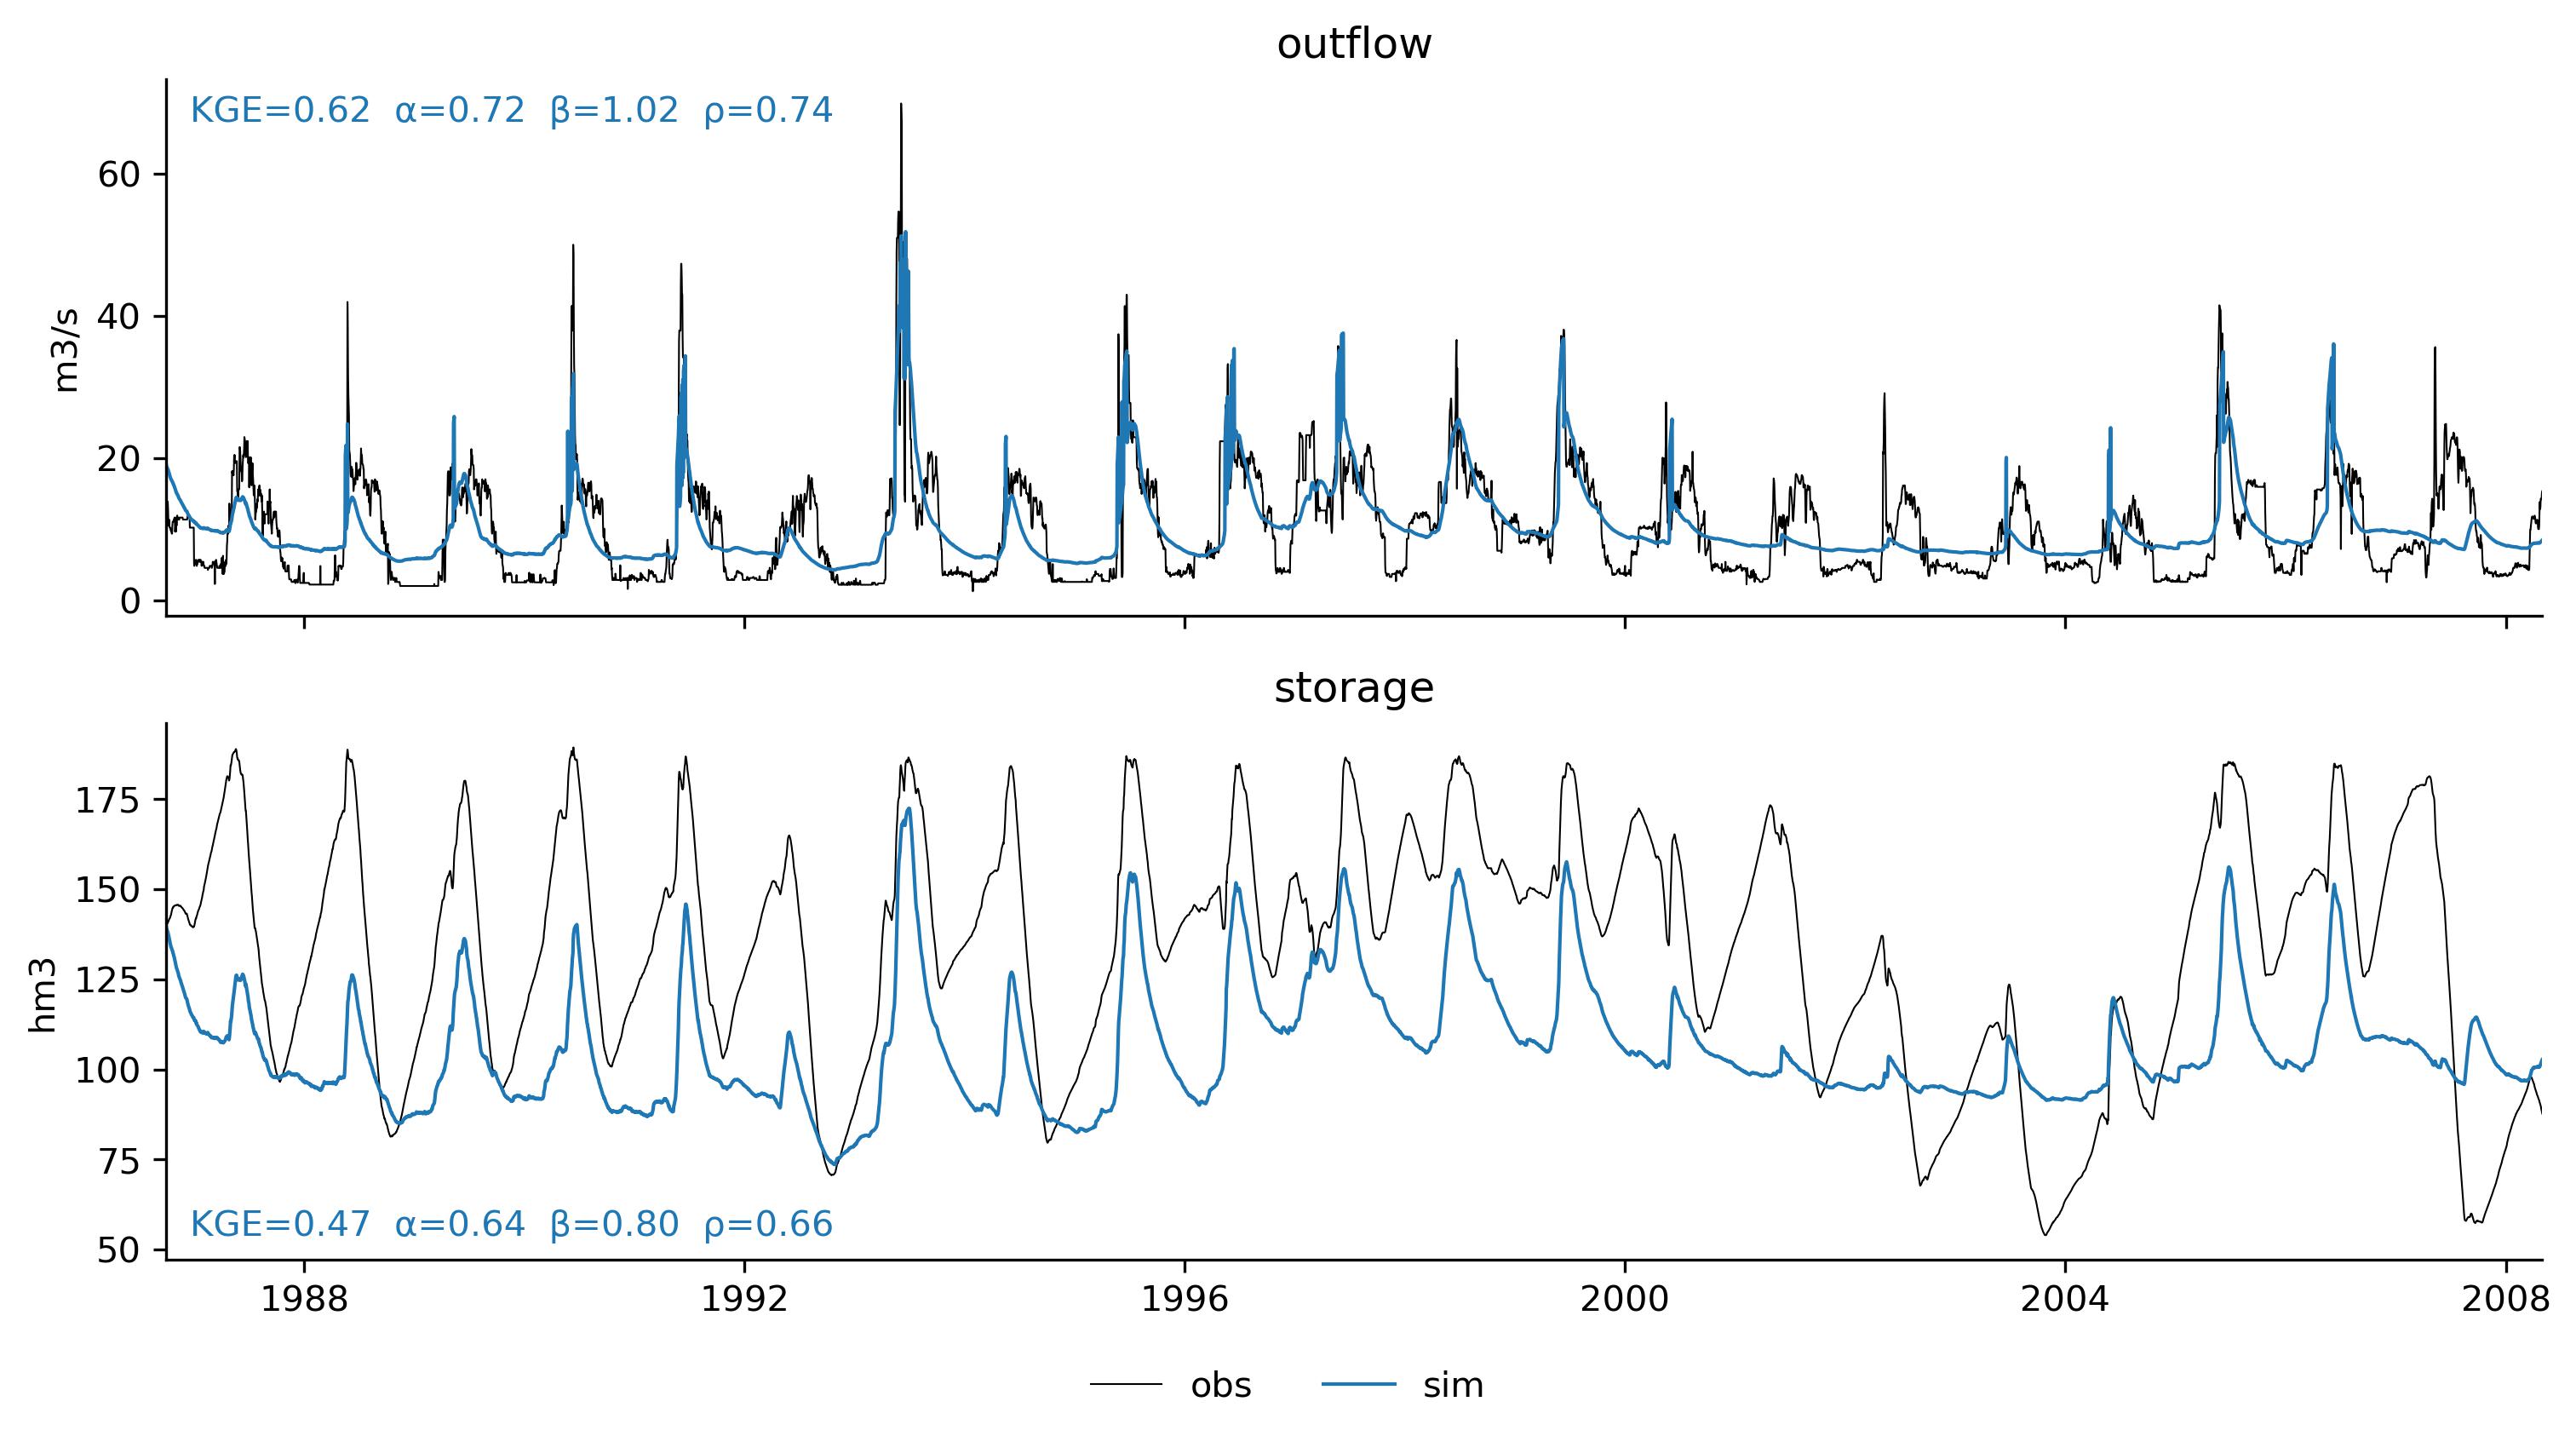 outflow
KGE=0.62 α=0.72 β=1.02 ρ=0.74
60
40
20
0
m3/s
storage
175
150
125
100
75
50
hm3
KGE=0.47 α=0.64 β=0.80 ρ=0.66
1988 1992 1996 2000 2004 2008
obs sim